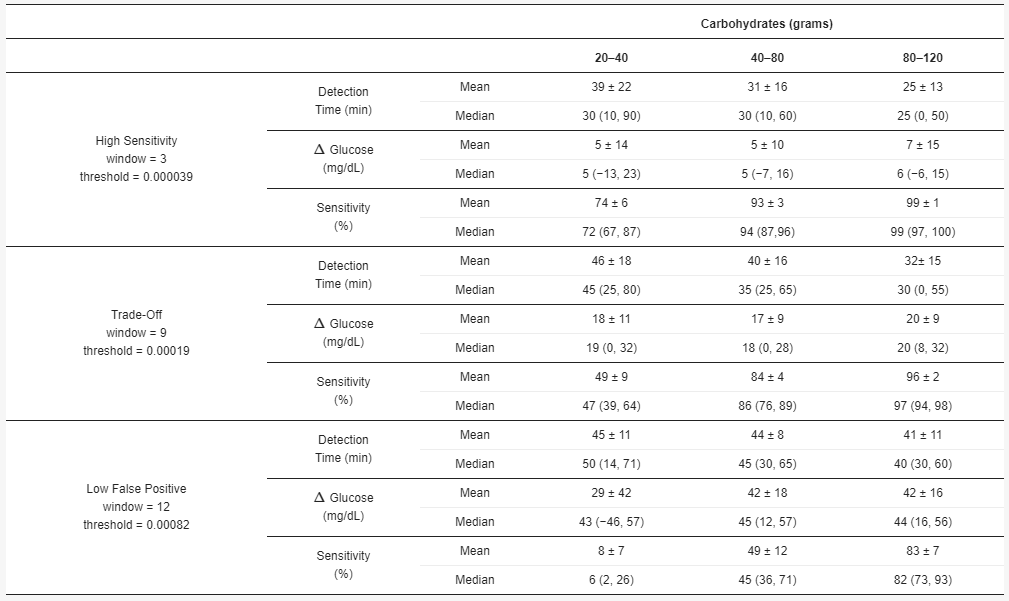 Carbohydrates (grams)
20–40 40–80 80–120
High Sensitivity
window = 3
threshold = 0.000039
Detection
Time (min)
Mean 39 ± 22 31 ± 16 25 ± 13
Median 30 (10, 90) 30 (10, 60) 25 (0, 50)
Δ Glucose
(mg/dL)
Mean 5 ± 14 5 ± 10 7 ± 15
Median 5 (−13, 23) 5 (−7, 16) 6 (−6, 15)
Sensitivity
(%)
Mean 74 ± 6 93 ± 3 99 ± 1
Median 72 (67, 87) 94 (87,96) 99 (97, 100)
Trade-Off
window = 9
threshold = 0.00019
Detection
Time (min)
Mean 46 ± 18 40 ± 16 32± 15
Median 45 (25, 80) 35 (25, 65) 30 (0, 55)
Δ Glucose
(mg/dL)
Mean 18 ± 11 17 ± 9 20 ± 9
Median 19 (0, 32) 18 (0, 28) 20 (8, 32)
Sensitivity
(%)
Mean 49 ± 9 84 ± 4 96 ± 2
Median 47 (39, 64) 86 (76, 89) 97 (94, 98)
Low False Positive
window = 12
threshold = 0.00082
Detection
Time (min)
Mean 45 ± 11 44 ± 8 41 ± 11
Median 50 (14, 71) 45 (30, 65) 40 (30, 60)
Δ Glucose
(mg/dL)
Mean 29 ± 42 42 ± 18 42 ± 16
Median 43 (−46, 57) 45 (12, 57) 44 (16, 56)
Sensitivity
(%)
Mean 8 ± 7 49 ± 12 83 ± 7
Median 6 (2, 26) 45 (36, 71) 82 (73, 93)